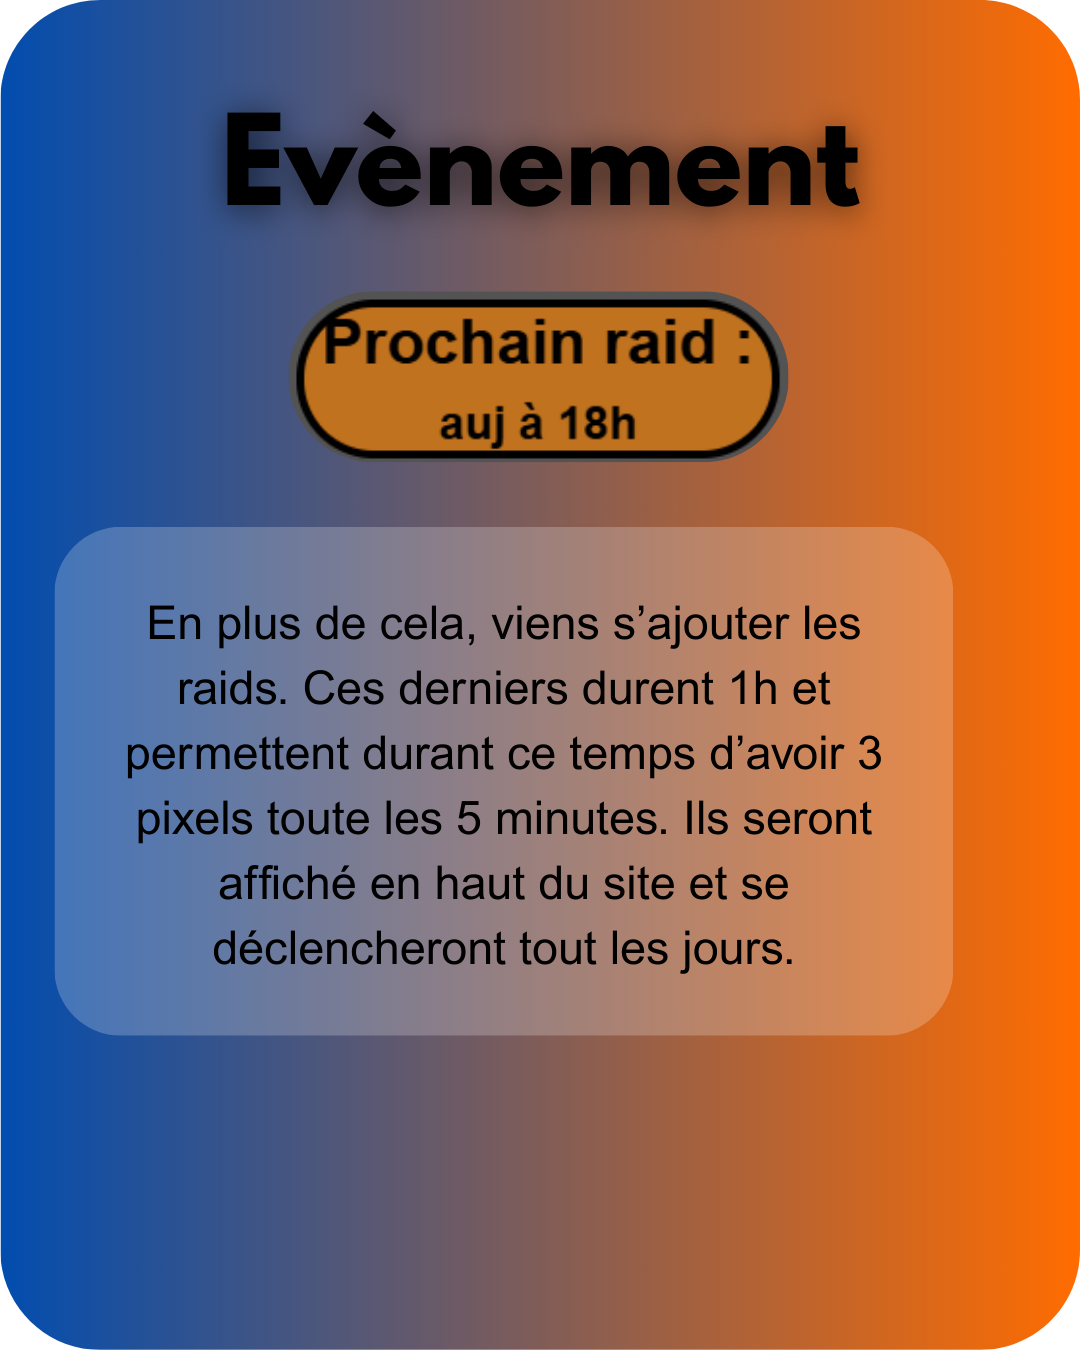 Evènement
Prochain raid :
auj à 18h
En plus de cela, viens s’ajouter les
raids. Ces derniers durent 1h et
permettent durant ce temps d’avoir 3
pixels toute les 5 minutes. Ils seront
affiché en haut du site et se
déclencheront tout les jours.